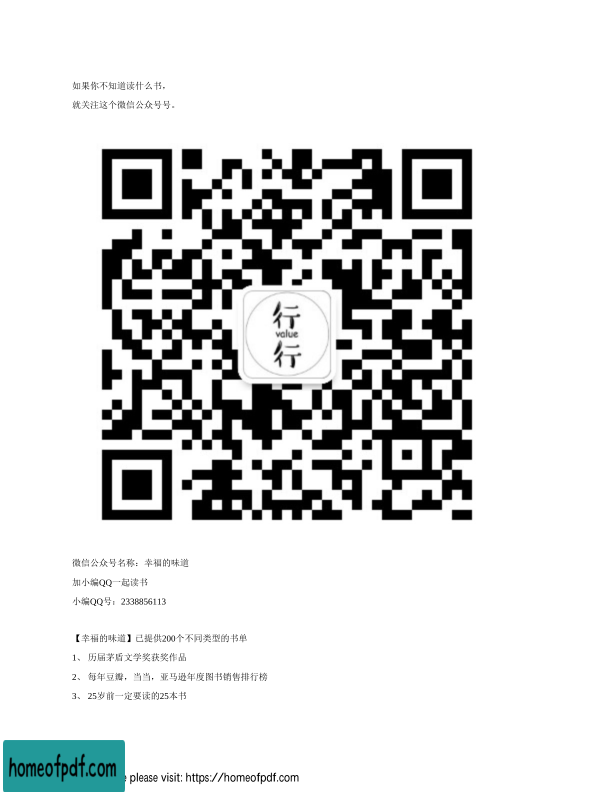 如果你不知道读什么书，
就关注这个微信公众号号。
行
value
行
微信公众号名称：幸福的味道
加小编QQ一起读书
小编QQ号：2338856113
【幸福的味道】已提供200个不同类型的书单
1、 历届茅盾文学奖获奖作品
2、 每年豆瓣，当当，亚马逊年度图书销售排行榜
3、 25岁前一定要读的25本书
homeofpdf.com
e please visit: https://homeofpdf.com